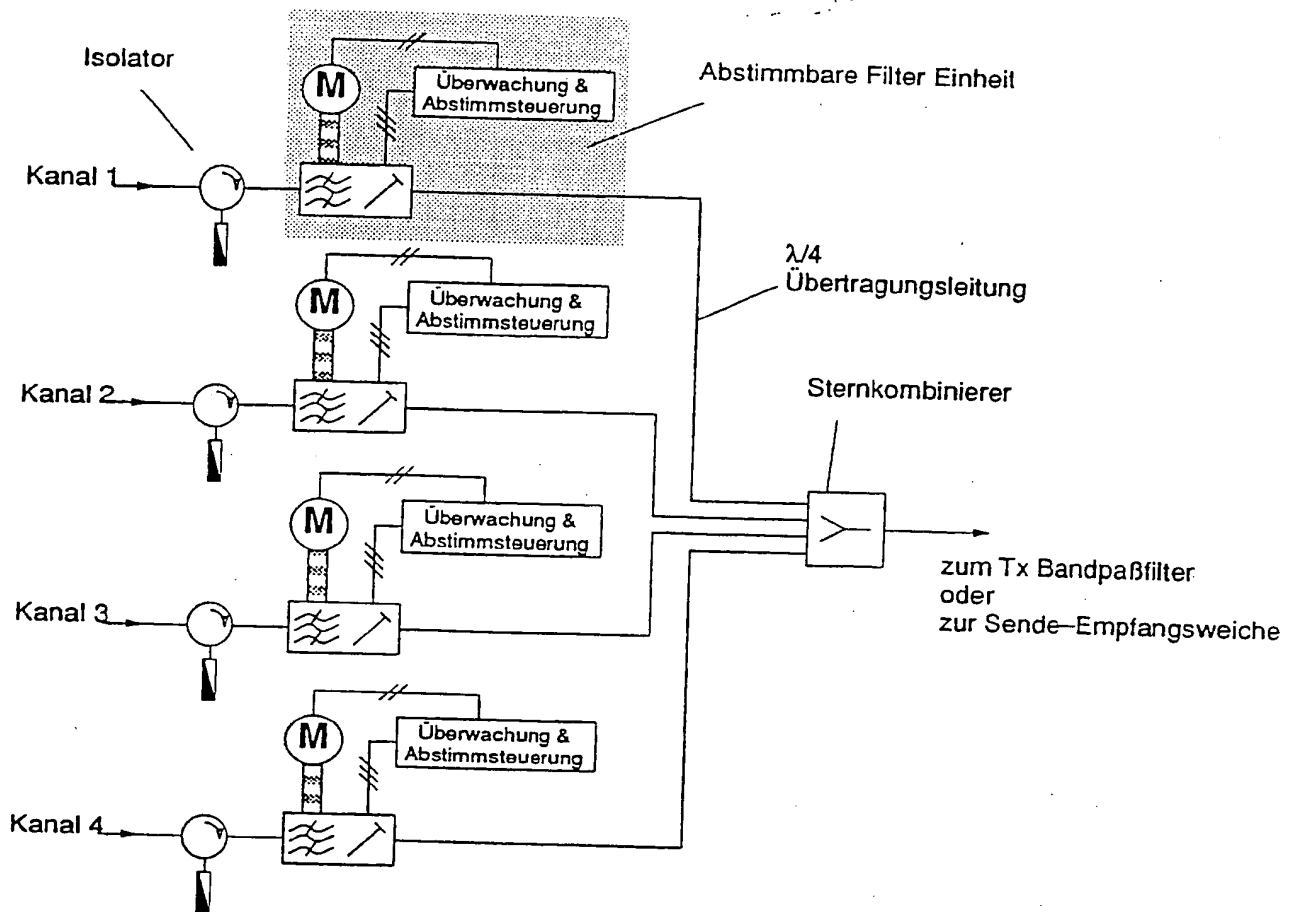 Isolator
M
Überwachung &
Abstimmsteuerung
Abstimmbare Filter Einheit
Kanal 1
λ/4
Übertragungsleitung
M
Überwachung &
Abstimmsteuerung
Kanal 2
Sternkombinierer
M
Überwachung &
Abstimmsteuerung
zum Tx Bandpaßfilter
oder
zur Sende–Empfangsweiche
Kanal 3
M
Überwachung &
Abstimmsteuerung
Kanal 4